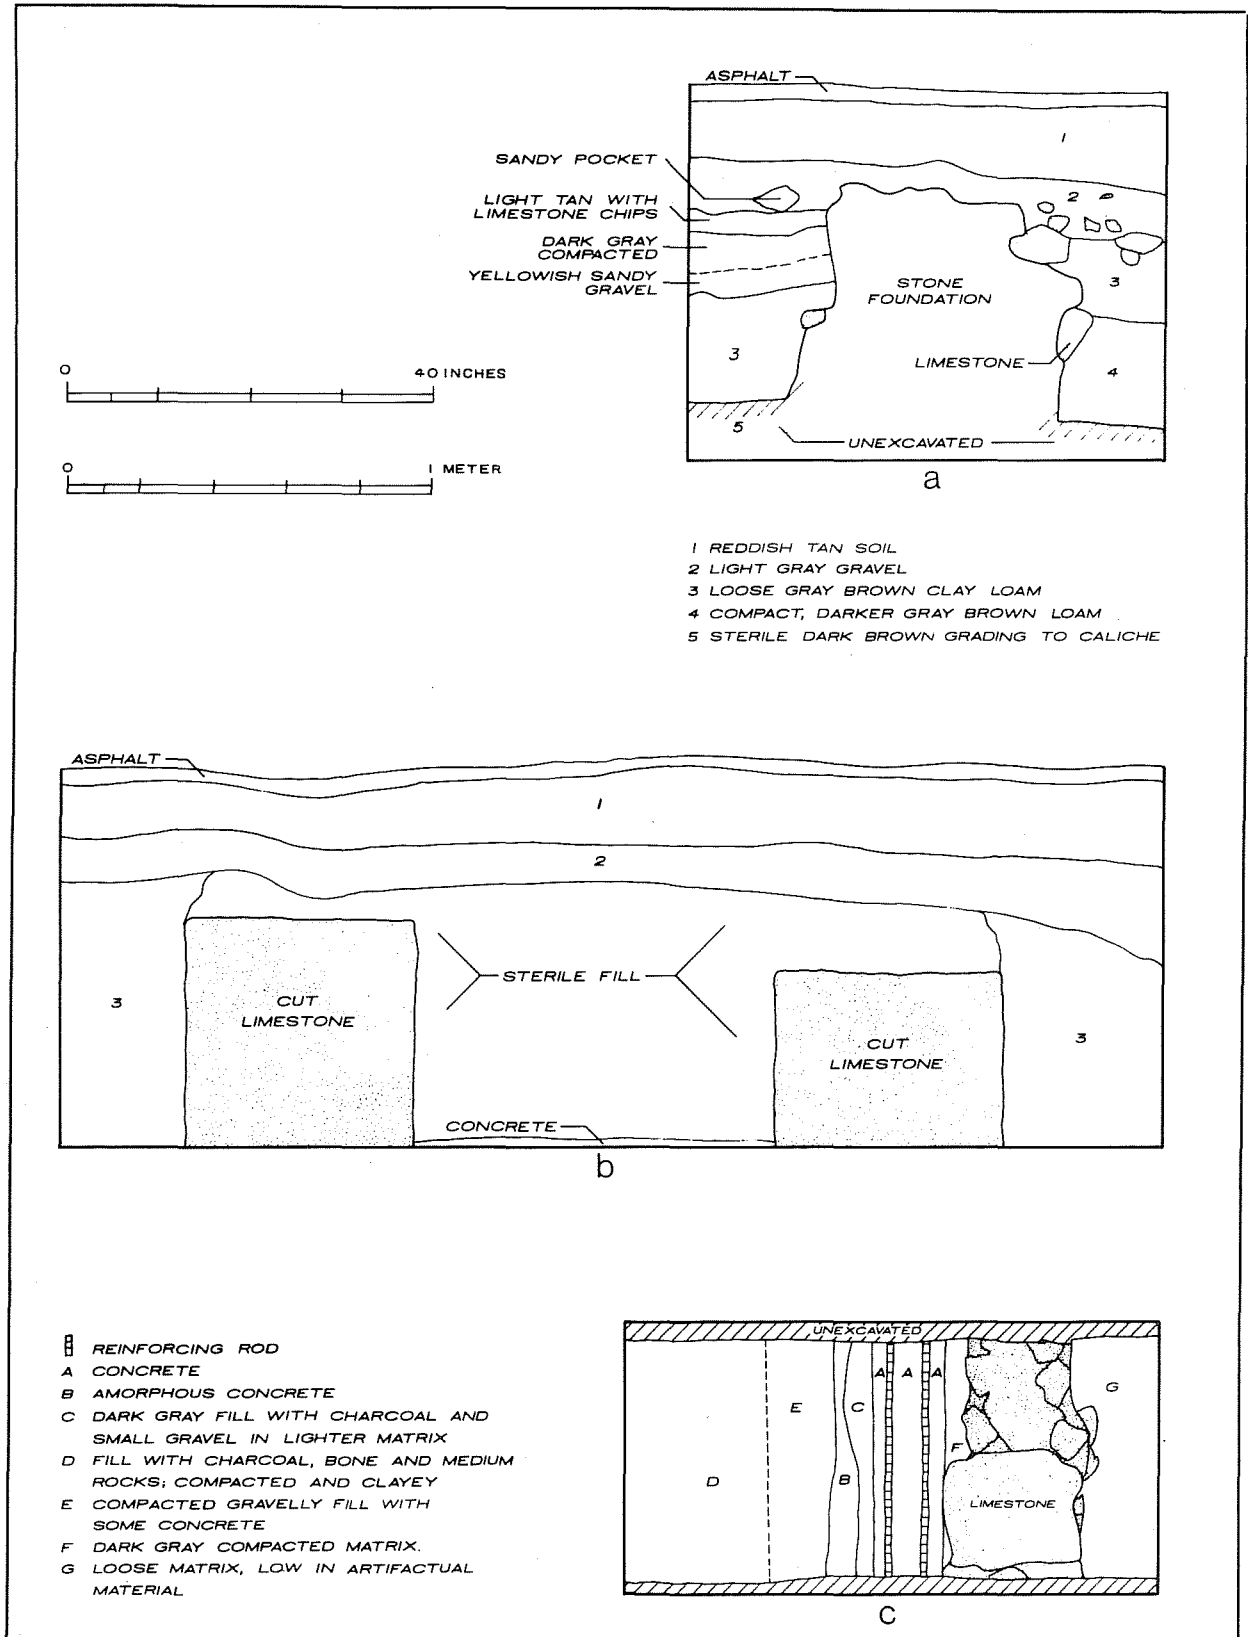 ASPHALT
1
SANDY POCKET
2
LIGHT TAN WITH
LIMESTONE CHIPS
DARK GRAY
COMPACTED
YELLOWISH SANDY
GRAVEL
STONE
FOUNDATION
3
LIMESTONE
3
4
5
UNEXCAVATED
a
0
40 INCHES
0
1 METER
1 REDDISH TAN SOIL
2 LIGHT GRAY GRAVEL
3 LOOSE GRAY BROWN CLAY LOAM
4 COMPACT, DARKER GRAY BROWN LOAM
5 STERILE DARK BROWN GRADING TO CALICHE
ASPHALT
1
2
STERILE FILL
3
CUT
LIMESTONE
CUT
LIMESTONE
3
CONCRETE
b
REINFORCING ROD
A CONCRETE
B AMORPHOUS CONCRETE
C DARK GRAY FILL WITH CHARCOAL AND
SMALL GRAVEL IN LIGHTER MATRIX
D FILL WITH CHARCOAL, BONE AND MEDIUM
ROCKS; COMPACTED AND CLAYEY
E COMPACTED GRAVELLY FILL WITH
SOME CONCRETE
F DARK GRAY COMPACTED MATRIX.
G LOOSE MATRIX, LOW IN ARTIFACTUAL
MATERIAL
UNEXCAVATED
A A A
G
E C
F
D B
LIMESTONE
C